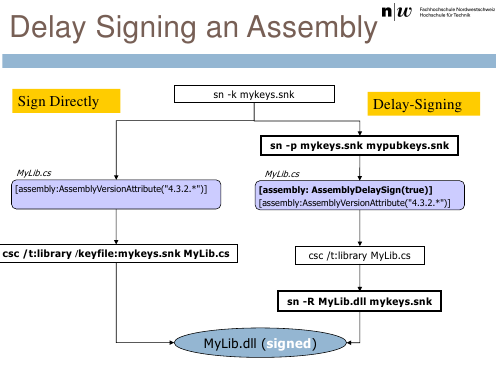 Delay Signing an Assembly
n|w
Fachhochschule Nordwestschweiz
Hochschule für Technik
Sign Directly
sn -k mykeys.snk
Delay-Signing
sn -p mykeys.snk mypubkeys.snk
MyLib.cs
[assembly:AssemblyVersionAttribute("4.3.2.*")]
MyLib.cs
[assembly: AssemblyDelaySign(true)]
[assembly:AssemblyVersionAttribute("4.3.2.*")]
csc /t:library /keyfile:mykeys.snk MyLib.cs
csc /t:library MyLib.cs
sn -R MyLib.dll mykeys.snk
MyLib.dll (signed)